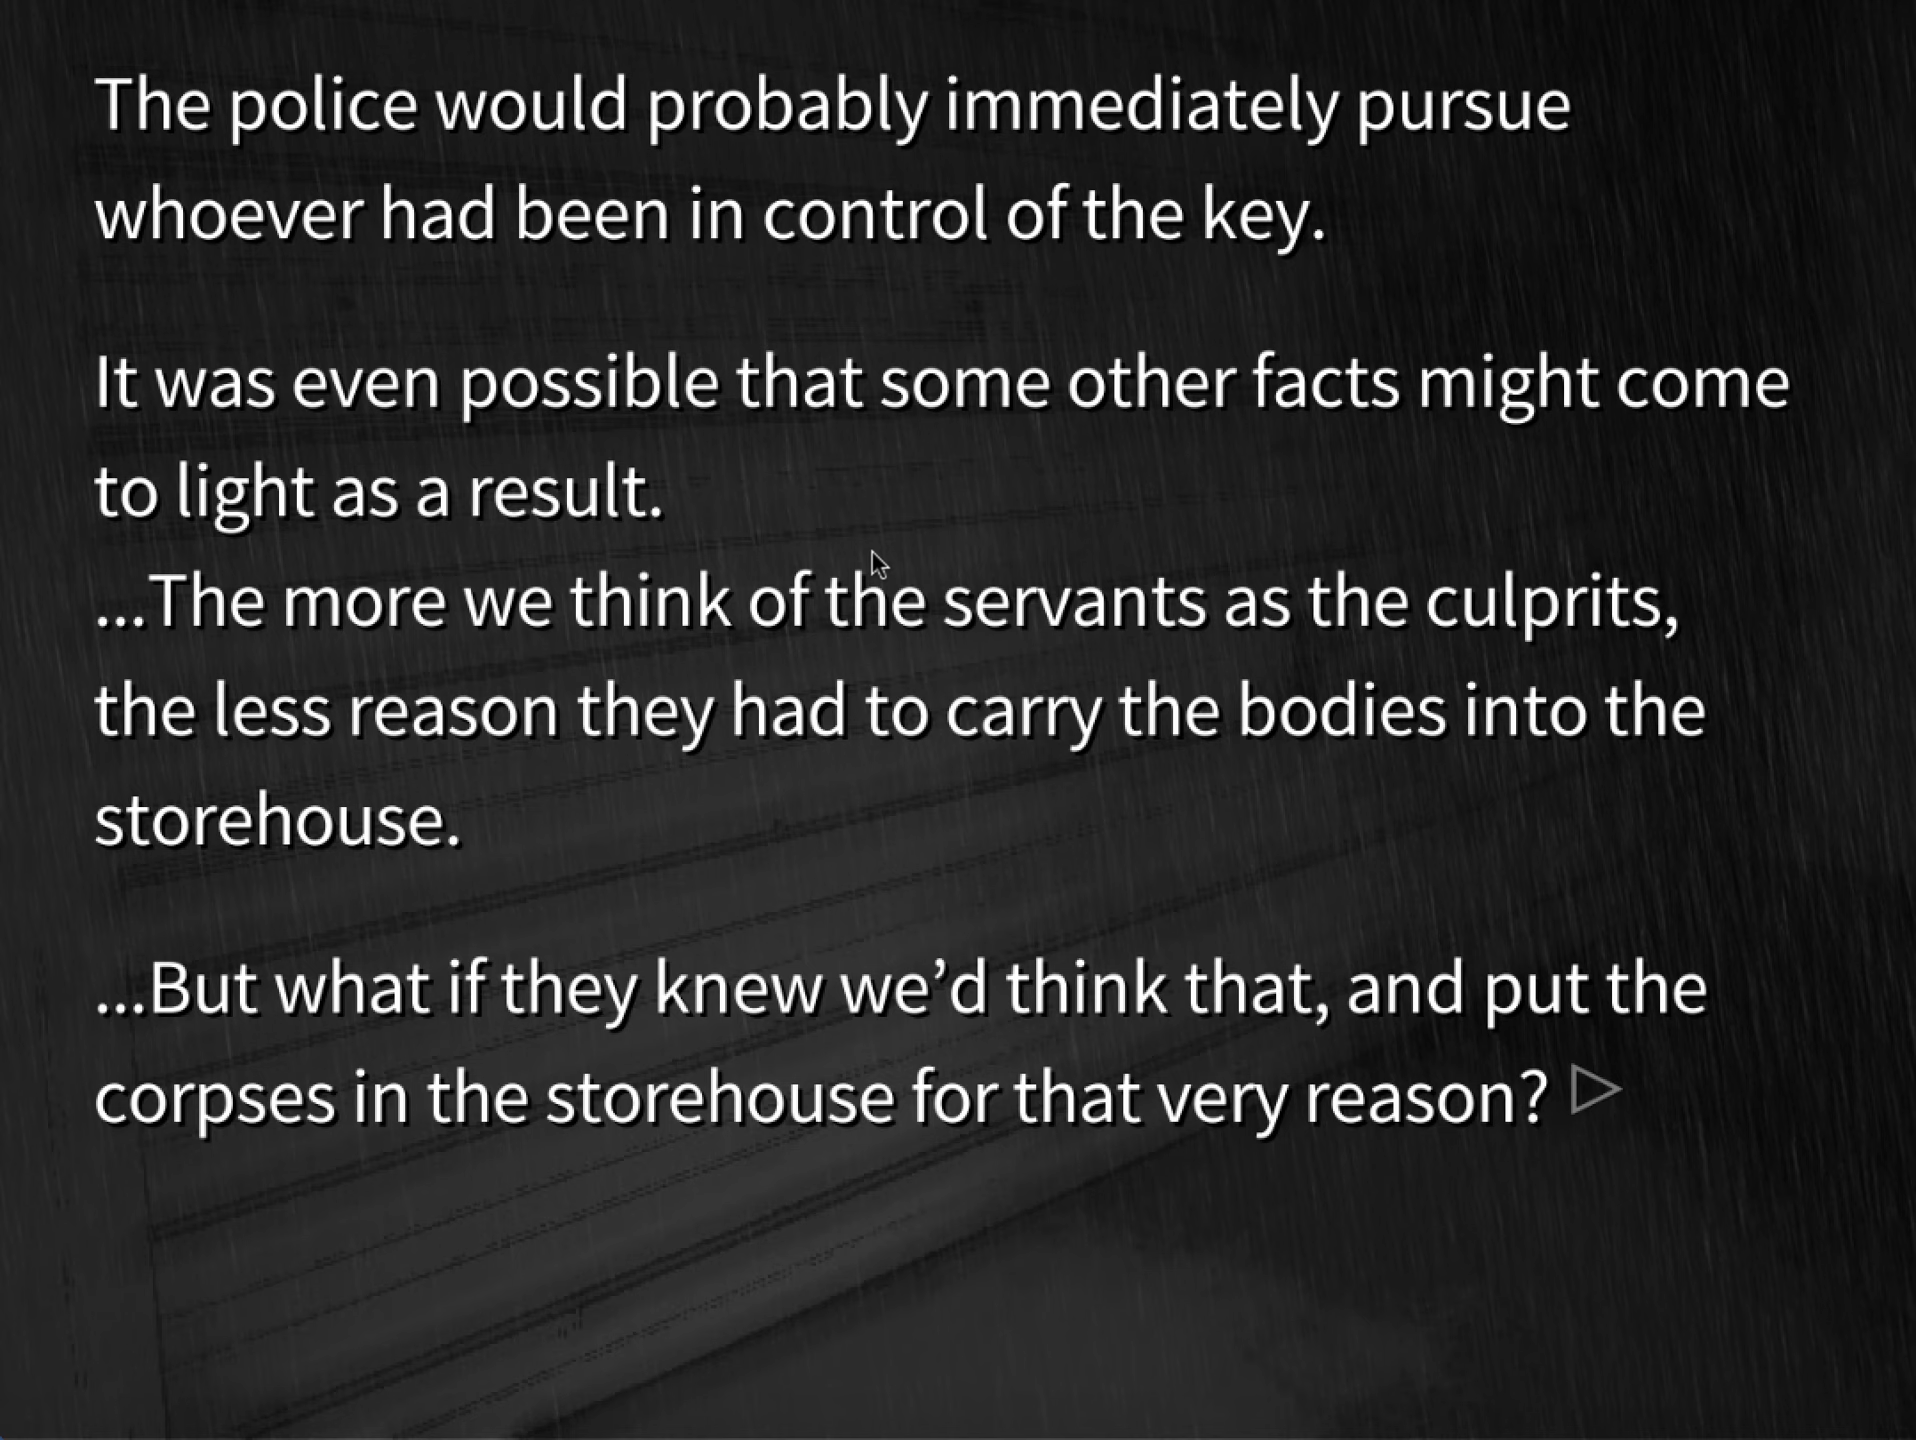 The police would probably immediately pursue
whoever had been in control of the key.
It was even possible that some other facts might come
to light as a result.
...The more we think of the servants as the culprits,
the less reason they had to carry the bodies into the
storehouse.
...But what if they knew we’d think that, and put the
corpses in the storehouse for that very reason?